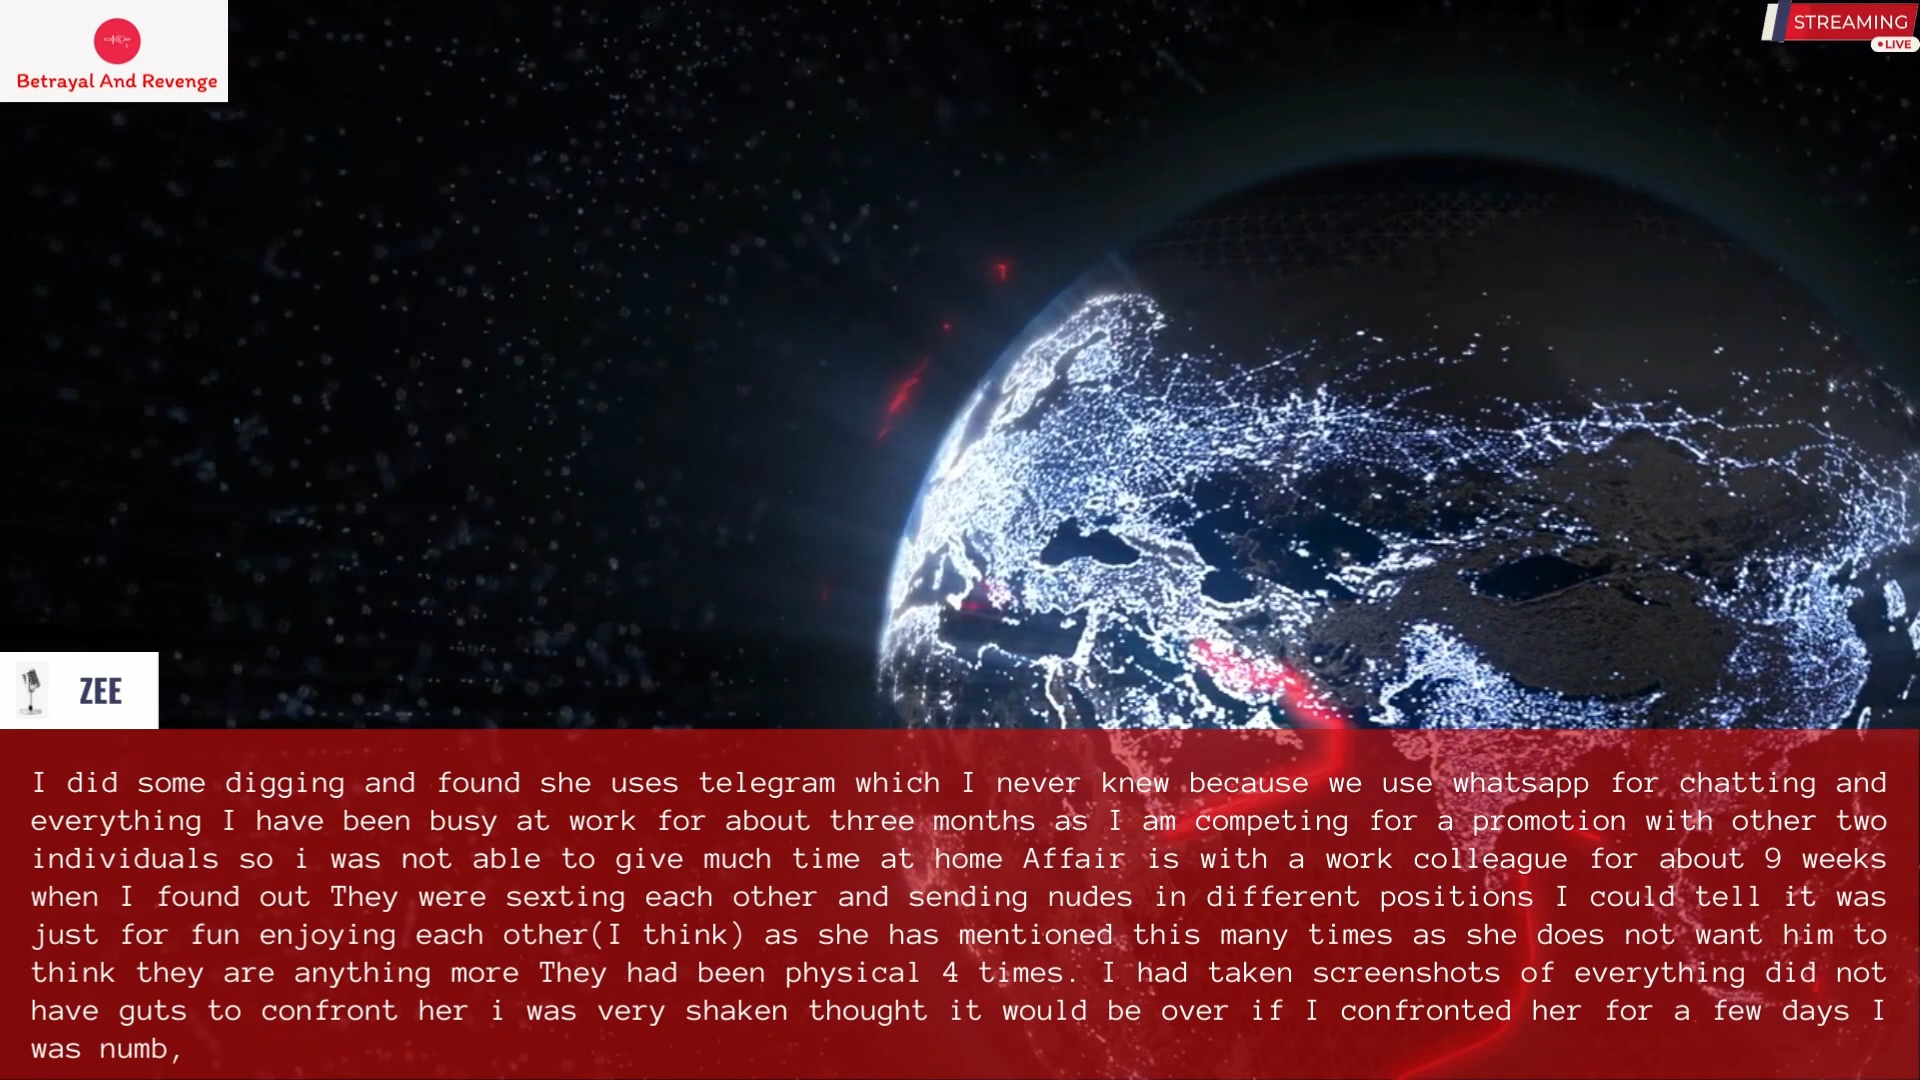 Betrayal And Revenge
STREAMING
LIVE
ZEE
I did some digging and found she uses telegram which I never knew because we use whatsapp for chatting and
everything I have been busy at work for about three months as I am competing for a promotion with other two
individuals so i was not able to give much time at home Affair is with a work colleague for about 9 weeks
when I found out They were sexting each other and sending nudes in different positions I could tell it was
just for fun enjoying each other(I think) as she has mentioned this many times as she does not want him to
think they are anything more They had been physical 4 times. I had taken screenshots of everything did not
have guts to confront her i was very shaken thought it would be over if I confronted her for a few days I
was numb,